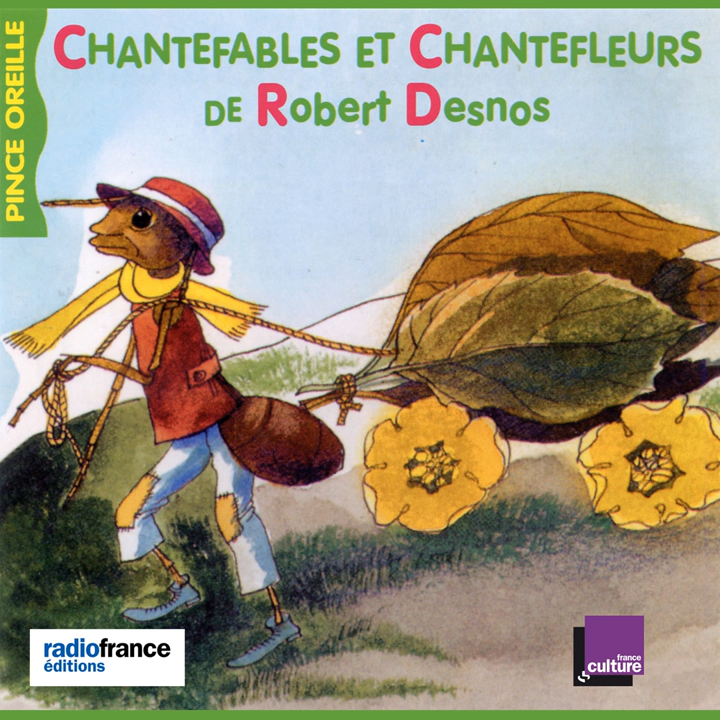 PINCE OREILLE
CHANTEFABLES ET CHANTEFLEURS
DE Robert Desnos
radiofrance
éditions
france
culture